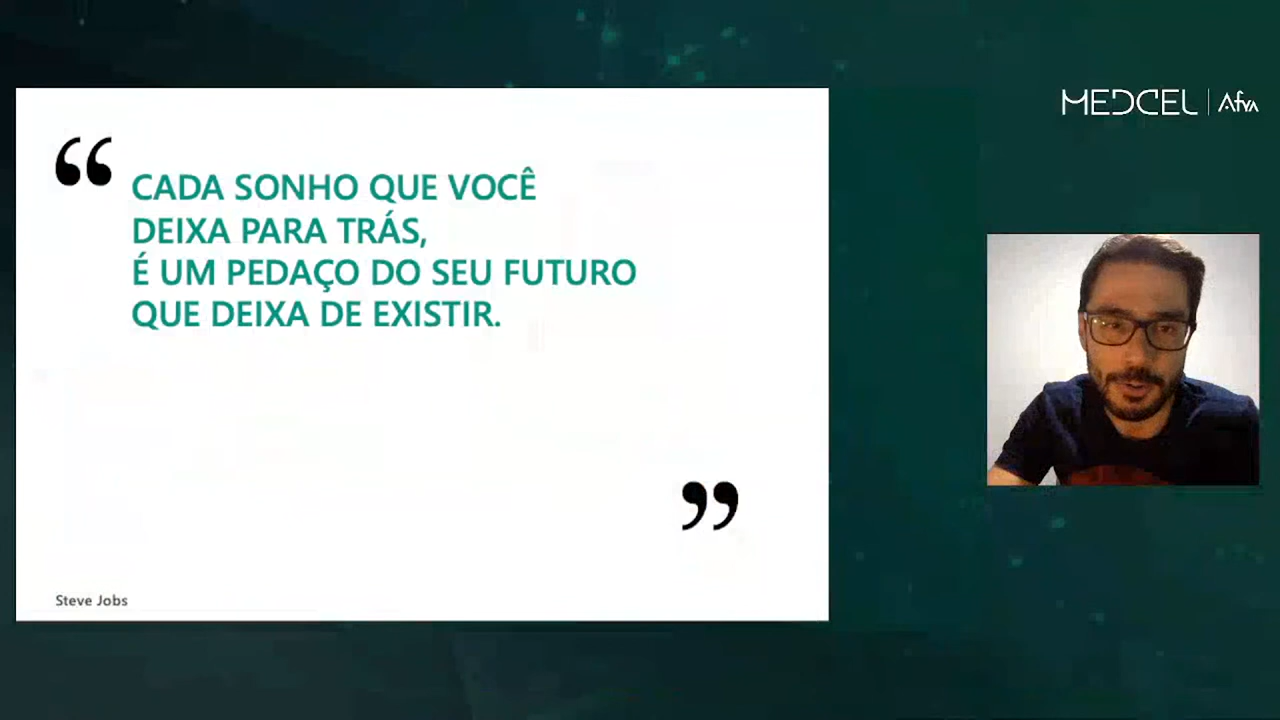 MEDCEL | Afya
“ CADA SONHO QUE VOCÊ
DEIXA PARA TRÁS,
É UM PEDAÇO DO SEU FUTURO
QUE DEIXA DE EXISTIR.
”
Steve Jobs